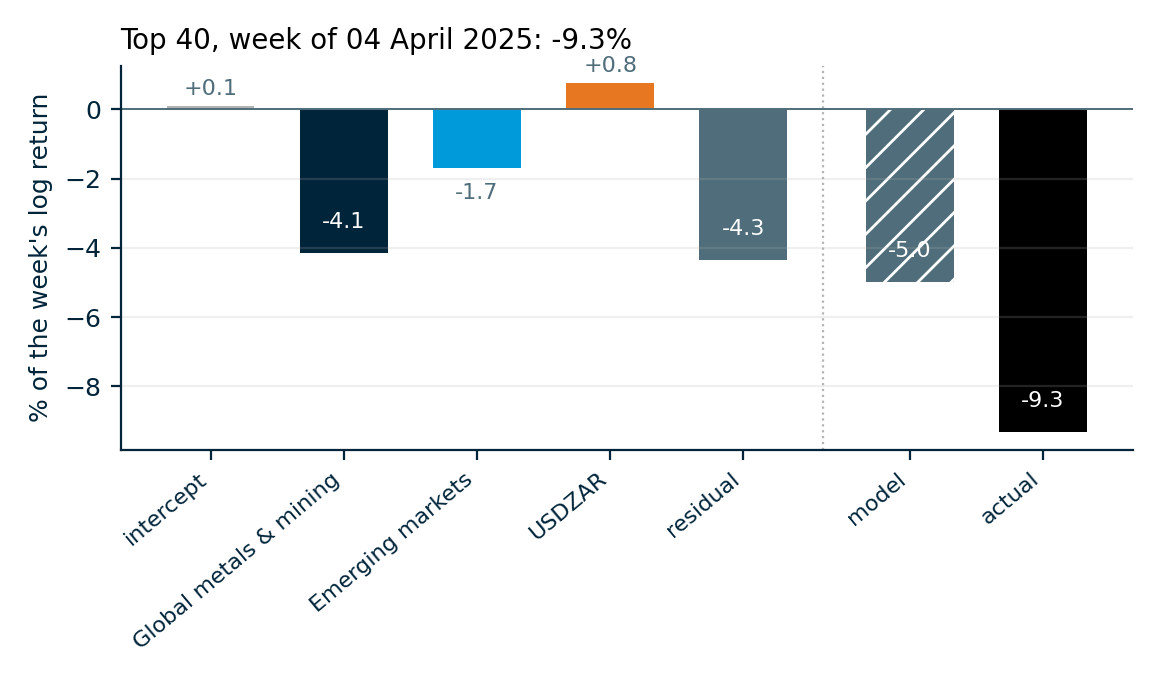 Top 40, week of 04 April 2025: -9.3%
% of the week's log return
0
−2
−4
−6
−8
+0.1
-4.1
-1.7
+0.8
-4.3
-5.0
-9.3
intercept
Global metals & mining
Emerging markets
USDZAR
residual
model
actual